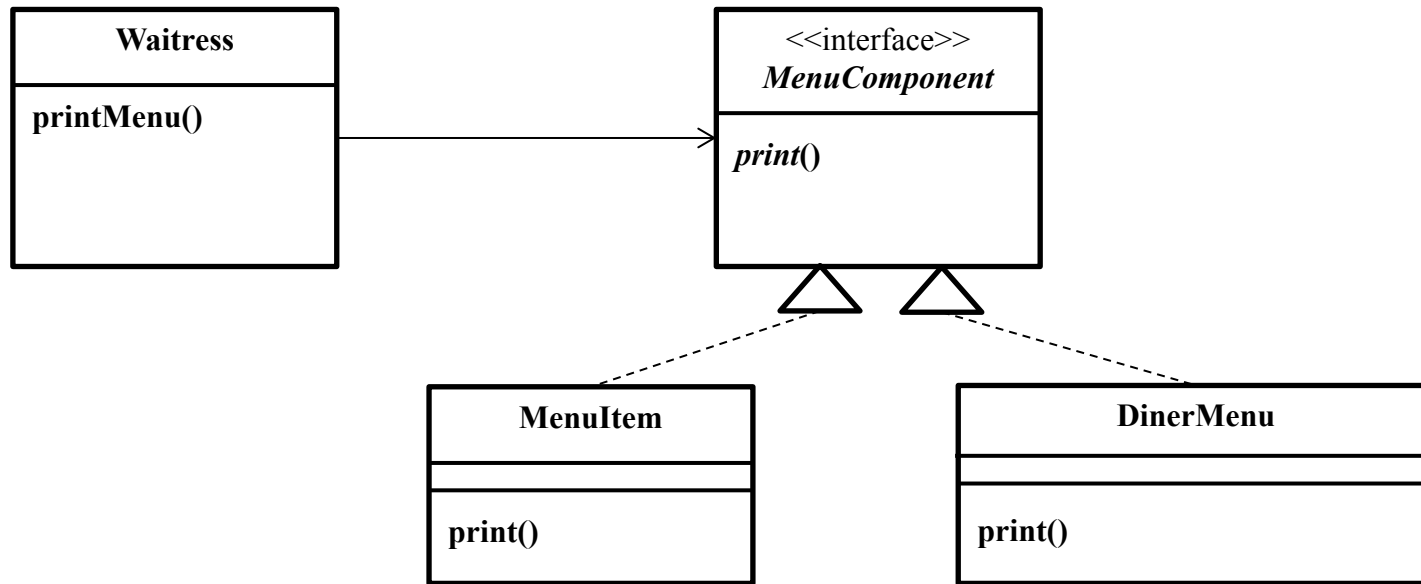 Waitress
printMenu()
<<interface>>
MenuComponent
print()
MenuItem
print()
DinerMenu
print()